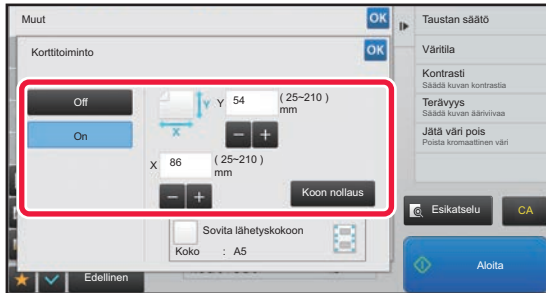 Muut
OK
Korttitoiminto
OK
Off
On
Y
Y
54
( 25~210 )
mm
X
X
86
( 25~210 )
mm
Koon nollaus
Sovita lähetyskokoon
Koko : A5
Edellinen
Taustan säätö
Väritila
Kontrasti
Säädä kuvan kontrastia
Terävyys
Säädä kuvan ääriviivaa
Jätä väri pois
Poista kromaattinen väri
Esikatselu
CA
Aloita